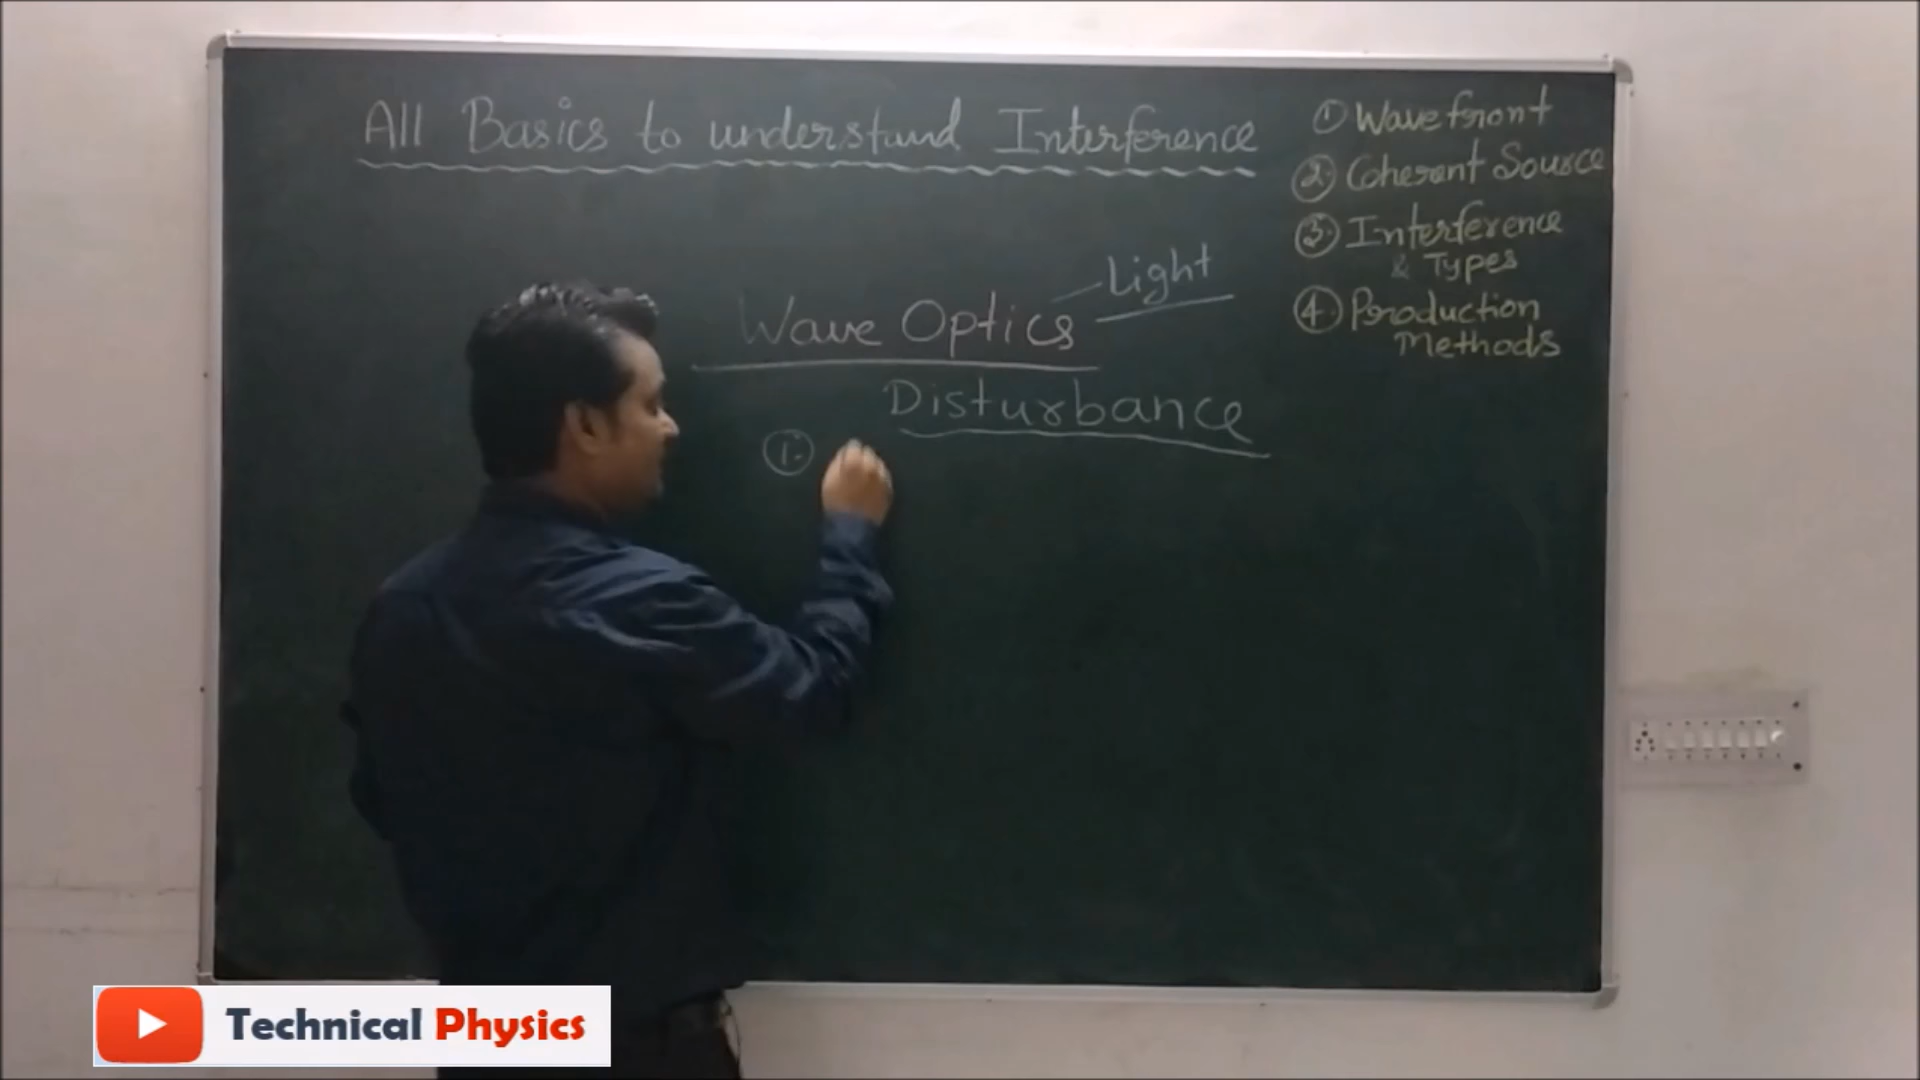 All Basics to understand Interference
① Wavefront
②. Coherent Source
③. Interference
& Types
④. Production
Methods
Light
Wave Optics
Disturbance
①.
Technical Physics